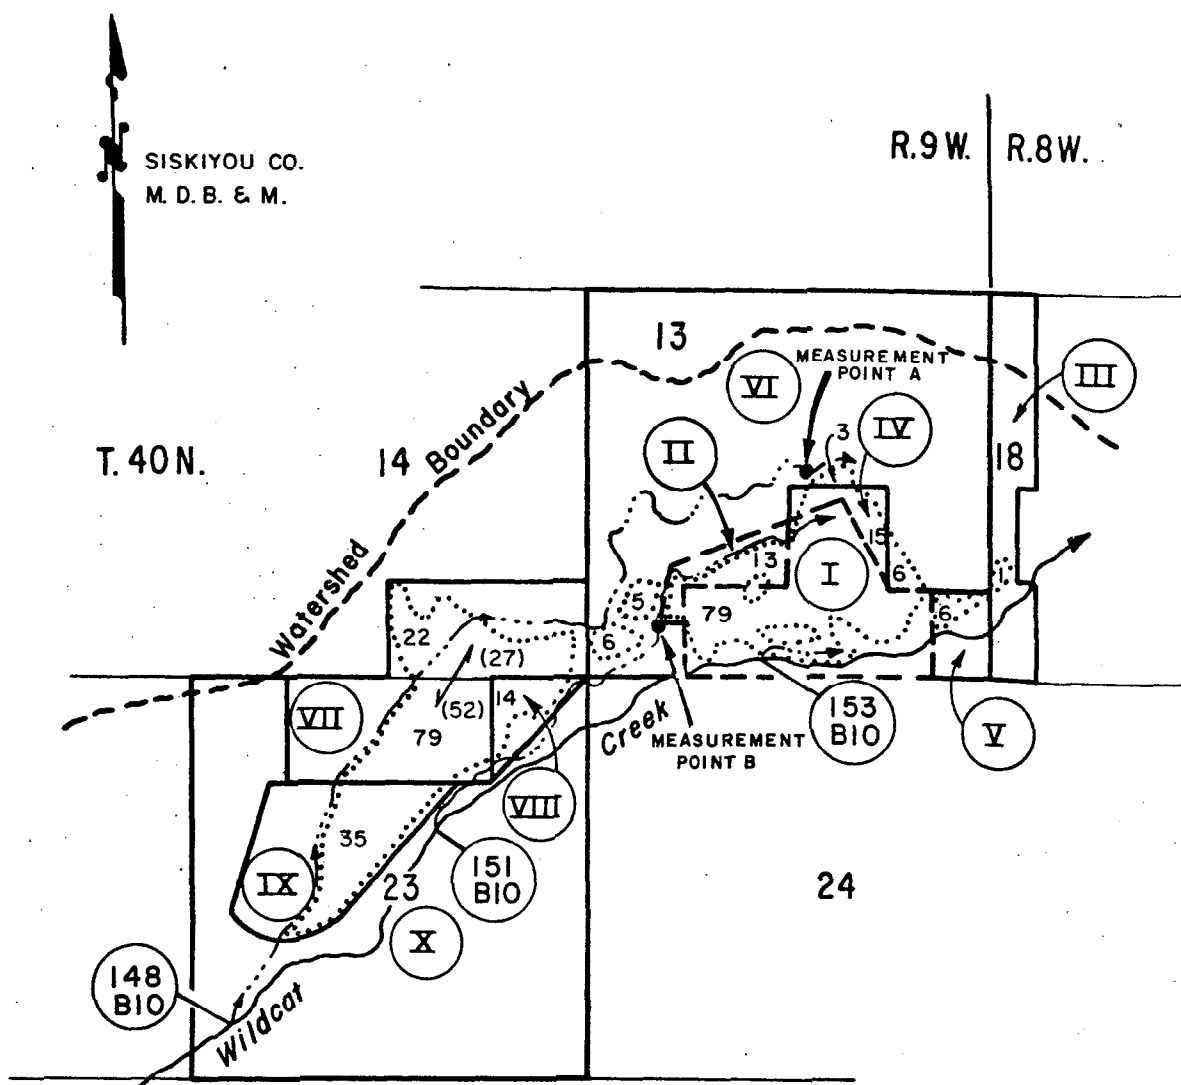 N
SISKIYOU CO.
M. D. B. & M.
R.9W.
R.8W.
13
MEASUREMENT
POINT A
VI
III
T. 40 N.
14
Watershed Boundary
3
IV
II
18
15
13
I
6
1
5
79
6
6
22
(27)
VII
14
(52)
79
Creek
MEASUREMENT
POINT B
153
B10
V
VIII
35
IX
23
151
B10
24
X
148
B10
Wildcat